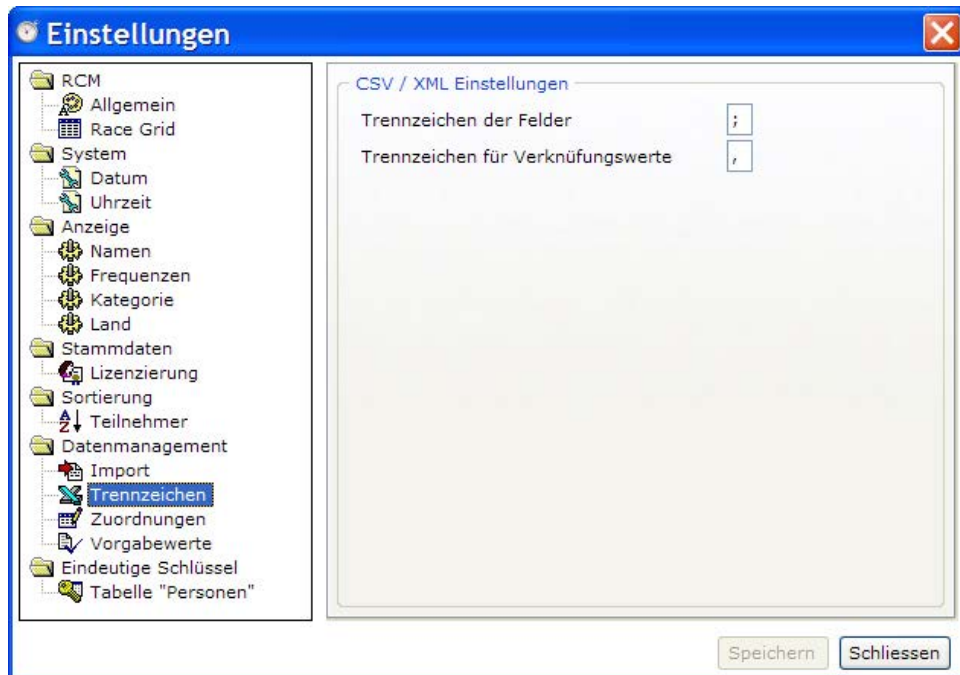 Einstellungen
RCM
Allgemein
Race Grid
System
Datum
Uhrzeit
Anzeige
Namen
Frequenzen
Kategorie
Land
Stammdaten
Lizenzierung
Sortierung
Teilnehmer
Datenmanagement
Import
Trennzeichen
Zuordnungen
Vorgabewerte
Eindeutige Schlüssel
Tabelle "Personen"
CSV / XML Einstellungen
Trennzeichen der Felder ;
Trennzeichen für Verknüfungswerte ,
Speichern Schliessen